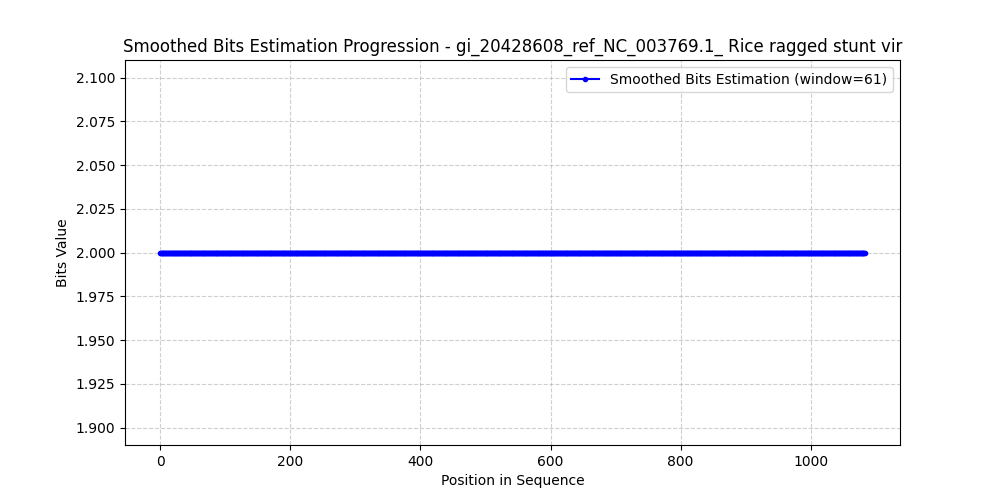 Smoothed Bits Estimation Progression - gi_20428608_ref_NC_003769.1_ Rice ragged stunt vir
Smoothed Bits Estimation (window=61)
Bits Value
2.100
2.075
2.050
2.025
2.000
1.975
1.950
1.925
1.900
0 200 400 600 800 1000
Position in Sequence